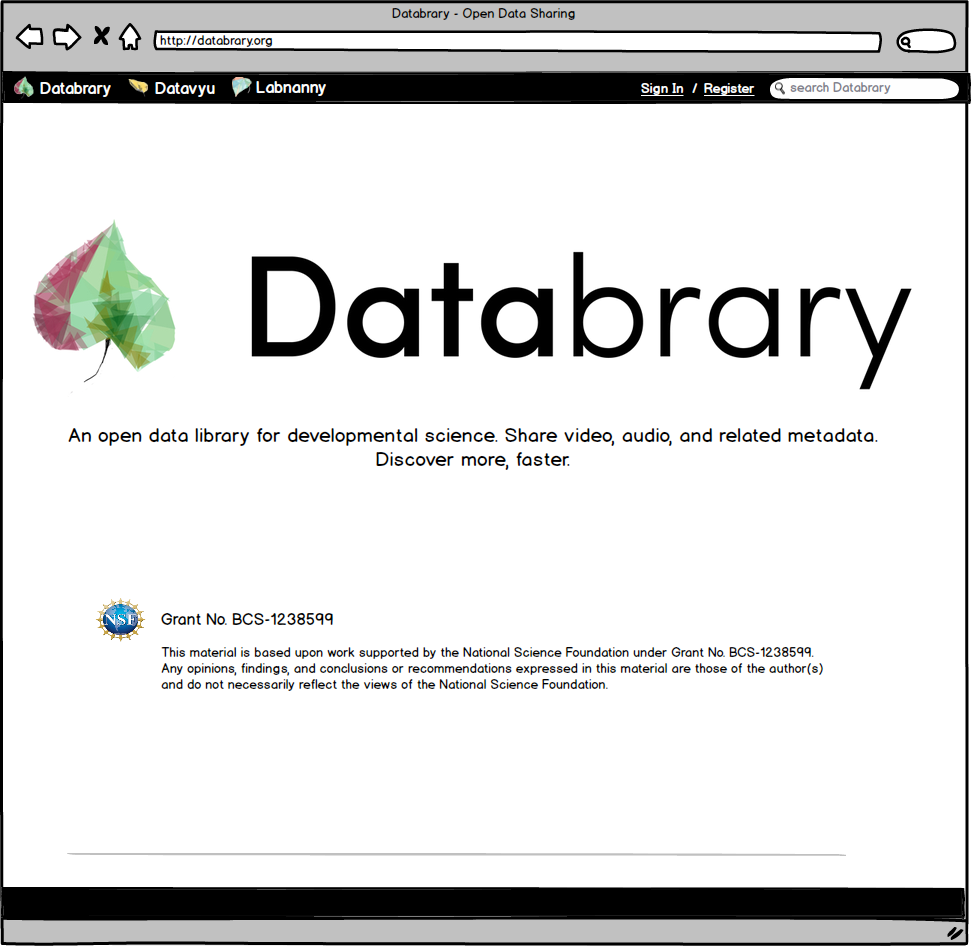 Databrary - Open Data Sharing
http://databrary.org
Databrary Datavyu Labnanny Sign In / Register search Databrary
Databrary
An open data library for developmental science. Share video, audio, and related metadata.
Discover more, faster.
NSF
Grant No. BCS-1238599
This material is based upon work supported by the National Science Foundation under Grant No. BCS-1238599.
Any opinions, findings, and conclusions or recommendations expressed in this material are those of the author(s)
and do not necessarily reflect the views of the National Science Foundation.